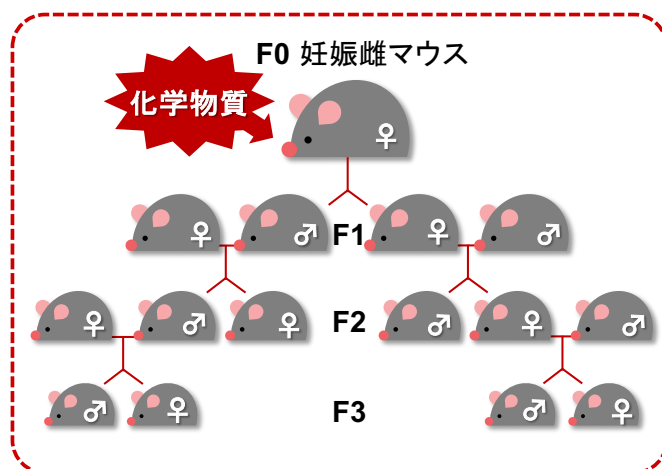 F0 妊娠雌マウス
化学物質
♀
♀ ♂ F1 ♀ ♂
♀ ♂ ♀ F2 ♂ ♀ ♂
♂ ♀ F3 ♂ ♀